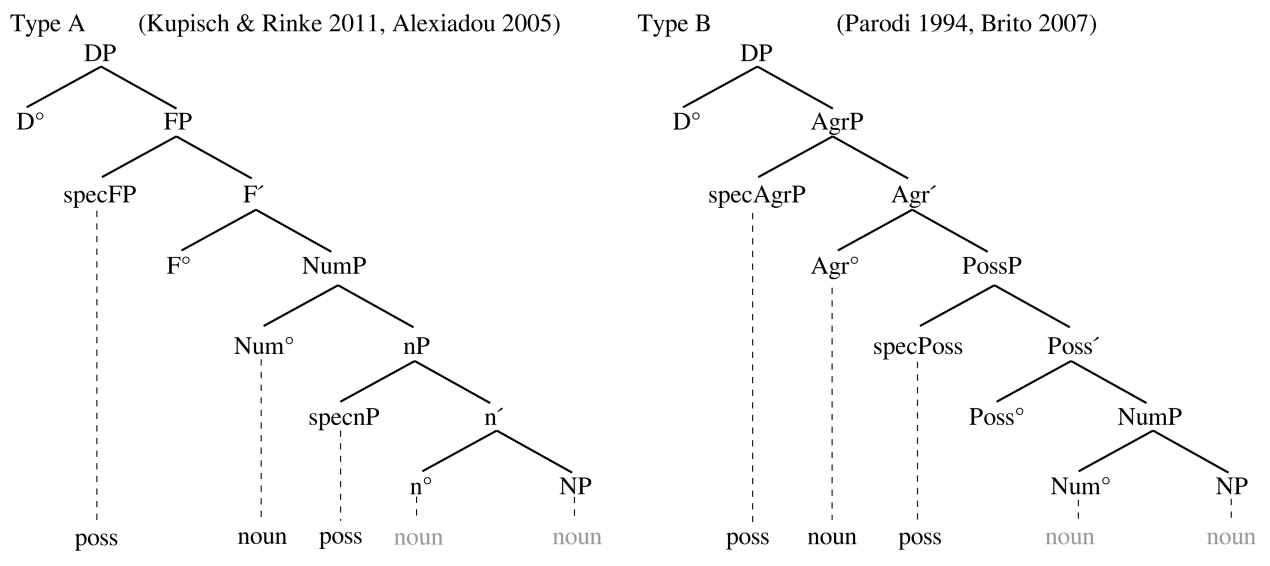 Type A (Kupisch & Rinke 2011, Alexiadou 2005)
DP
D° FP
specFP F´
F° NumP
Num° nP
specnP n´
n° NP
poss noun poss noun noun
Type B (Parodi 1994, Brito 2007)
DP
D° AgrP
specAgrP Agr´
Agr° PossP
specPoss Poss´
Poss° NumP
Num° NP
poss noun poss noun noun